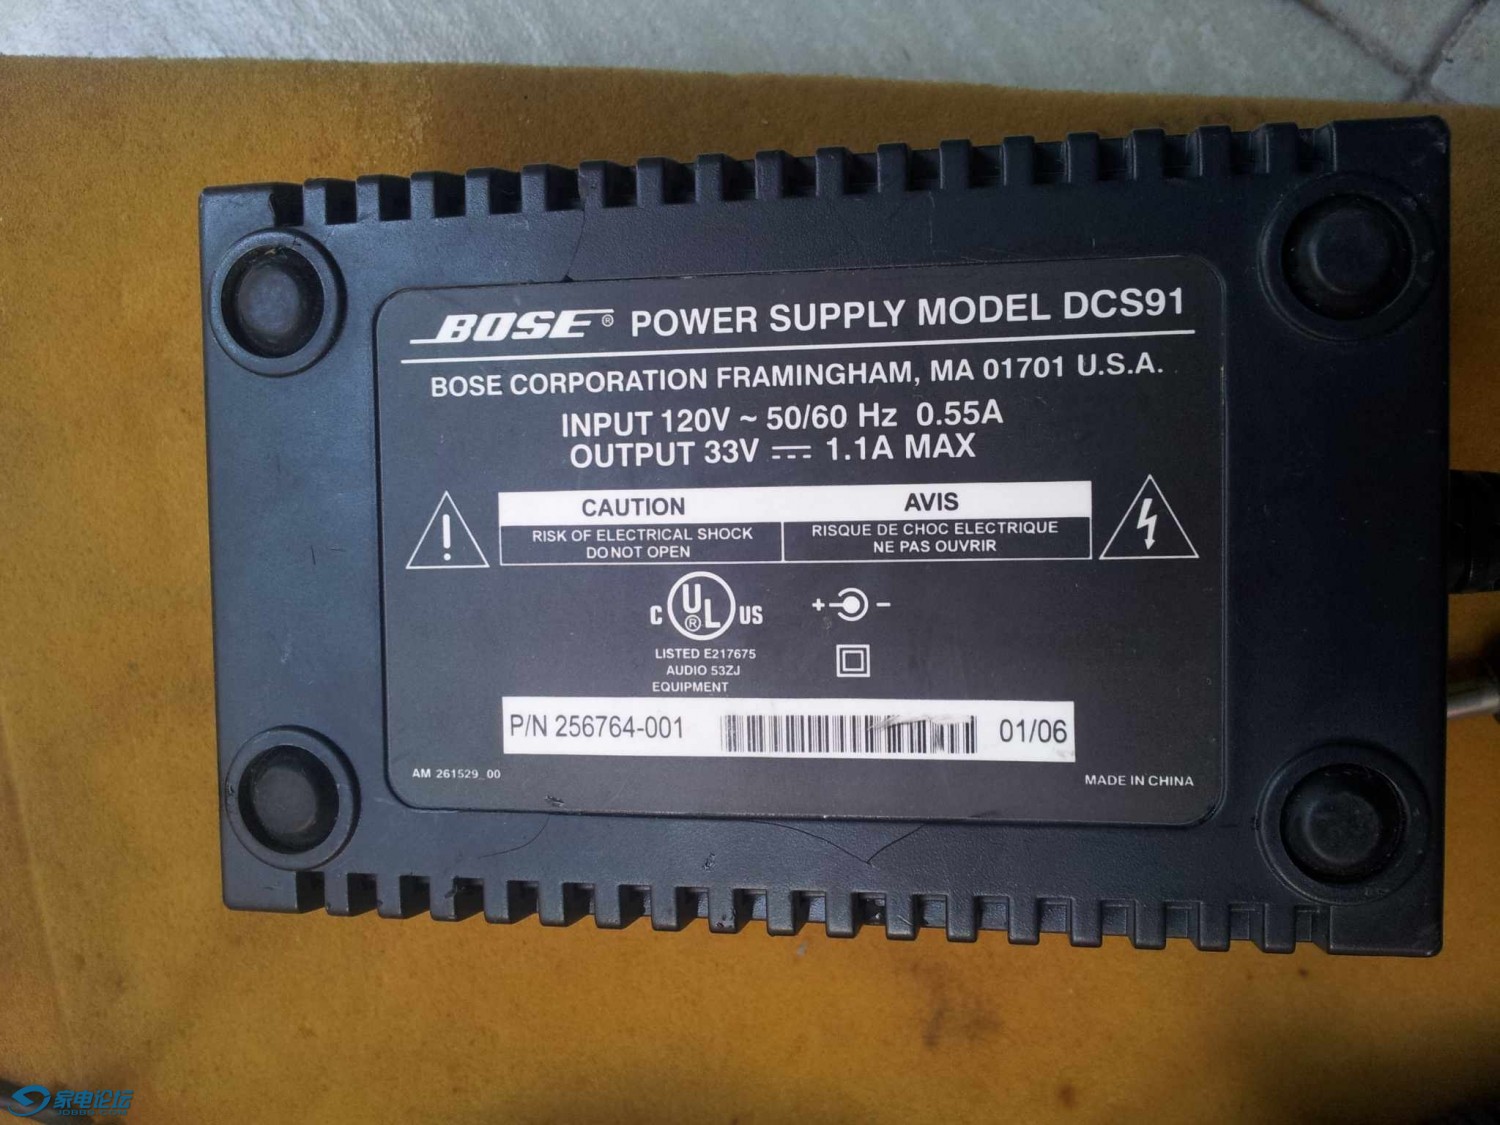 BOSE® POWER SUPPLY MODEL DCS91
BOSE CORPORATION FRAMINGHAM, MA 01701 U.S.A.
INPUT 120V ~ 50/60 Hz 0.55A
OUTPUT 33V ⎓ 1.1A MAX
CAUTION
RISK OF ELECTRICAL SHOCK
DO NOT OPEN
AVIS
RISQUE DE CHOC ELECTRIQUE
NE PAS OUVRIR
C UL® US
+ -
LISTED E217675
AUDIO 53ZJ
EQUIPMENT
P/N 256764-001 01/06
AM 261529_00
MADE IN CHINA
家电论坛